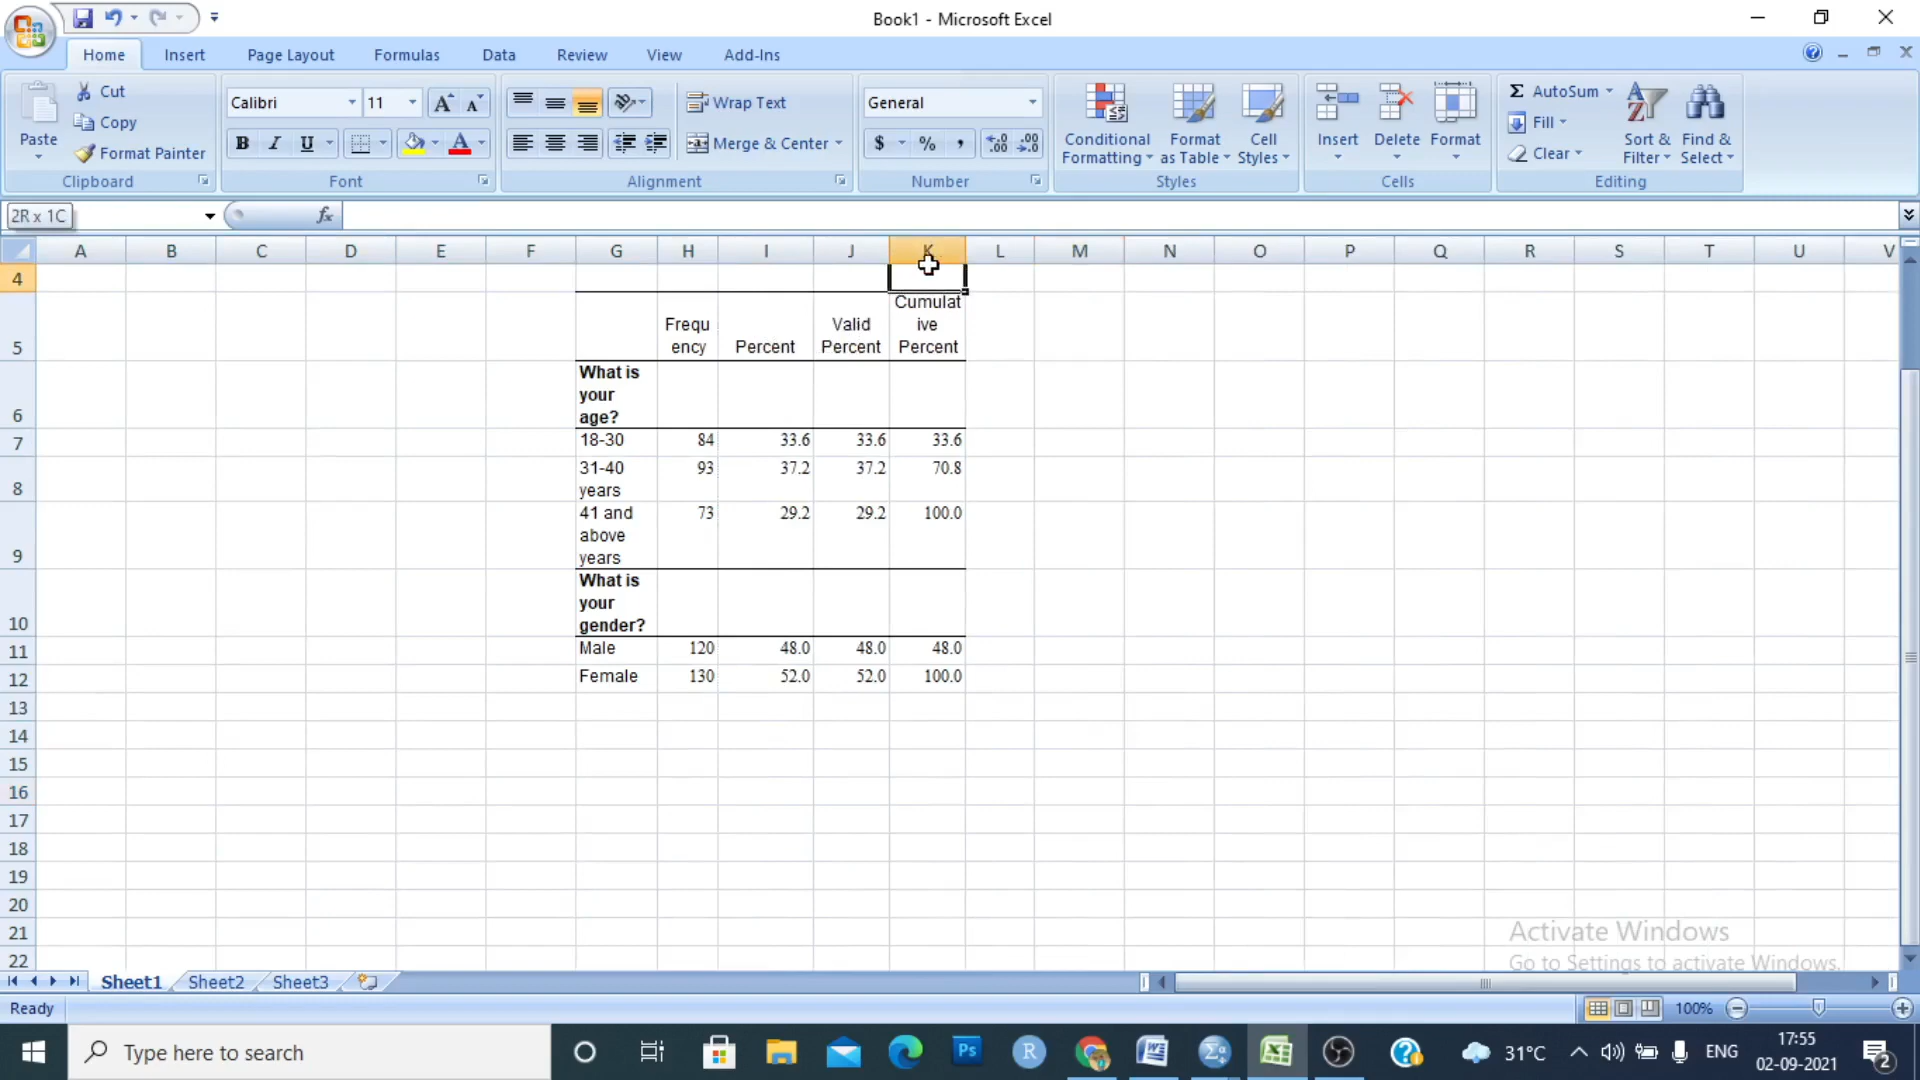 Book1 - Microsoft Excel
Home Insert Page Layout Formulas Data Review View Add-Ins
Paste
Cut
Copy
Format Painter
Clipboard
Calibri 11
B I U
Font
Wrap Text
Merge & Center
Alignment
General
$ % ,
Number
Conditional Formatting
Format as Table
Cell Styles
Styles
Insert Delete Format
Cells
AutoSum
Fill
Clear
Sort & Filter
Find & Select
Editing
2R x 1C fx
A B C D E F G H I J K L M N O P Q R S T U V
4
Cumulat
Frequ Valid ive
5 ency Percent Percent Percent
What is
your
6 age?
7 18-30 84 33.6 33.6 33.6
31-40 93 37.2 37.2 70.8
8 years
41 and 73 29.2 29.2 100.0
above
9 years
What is
your
10 gender?
11 Male 120 48.0 48.0 48.0
12 Female 130 52.0 52.0 100.0
13
14
15
16
17
18
19
20
21
22
Activate Windows
Go to Settings to activate Windows.
Sheet1 Sheet2 Sheet3
Ready 100%
Type here to search
Ps R W
31°C ENG
17:55
02-09-2021
2